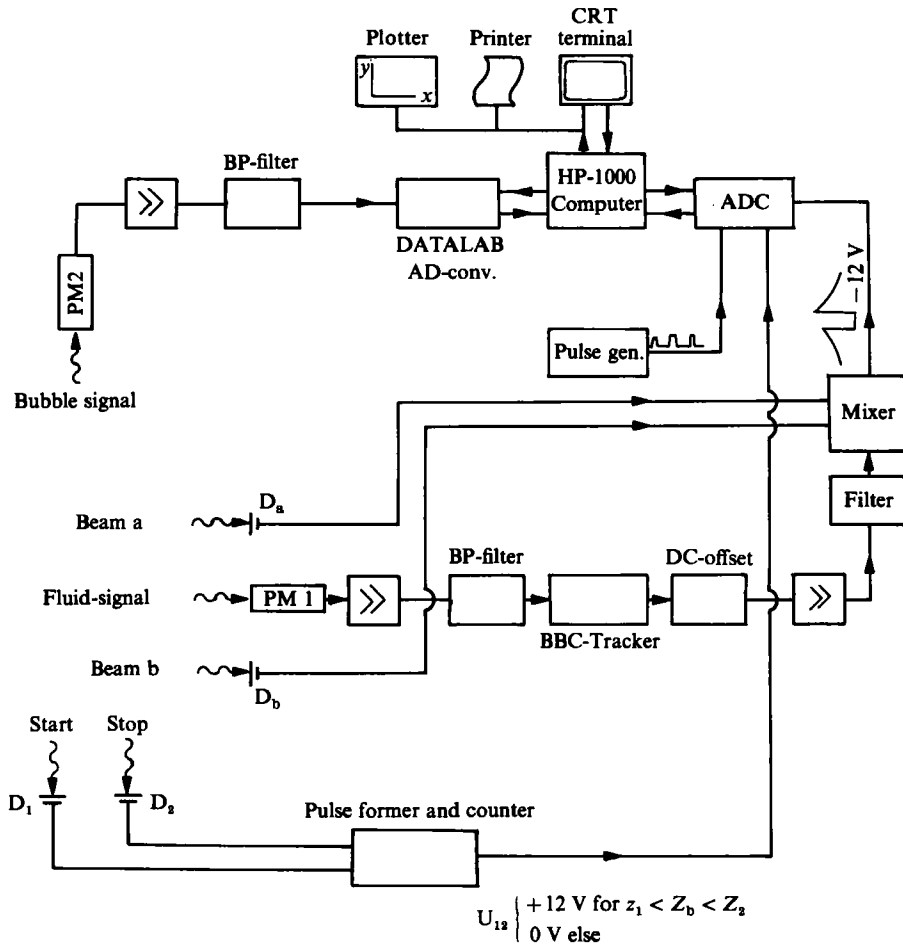 CRT
Plotter
Printer
terminal
y
x
BP-filter
HP-1000
Computer
ADC
DATALAB
AD-conv.
PM2
−12 V
Pulse gen.
Bubble signal
Mixer
Filter
Dₐ
Beam a
BP-filter
DC-offset
Fluid-signal
PM 1
BBC-Tracker
Beam b
D_b
Start
Stop
D₁
D₂
Pulse former and counter
U₁₂ { + 12 V for z₁ < Z_b < Z₂
0 V else